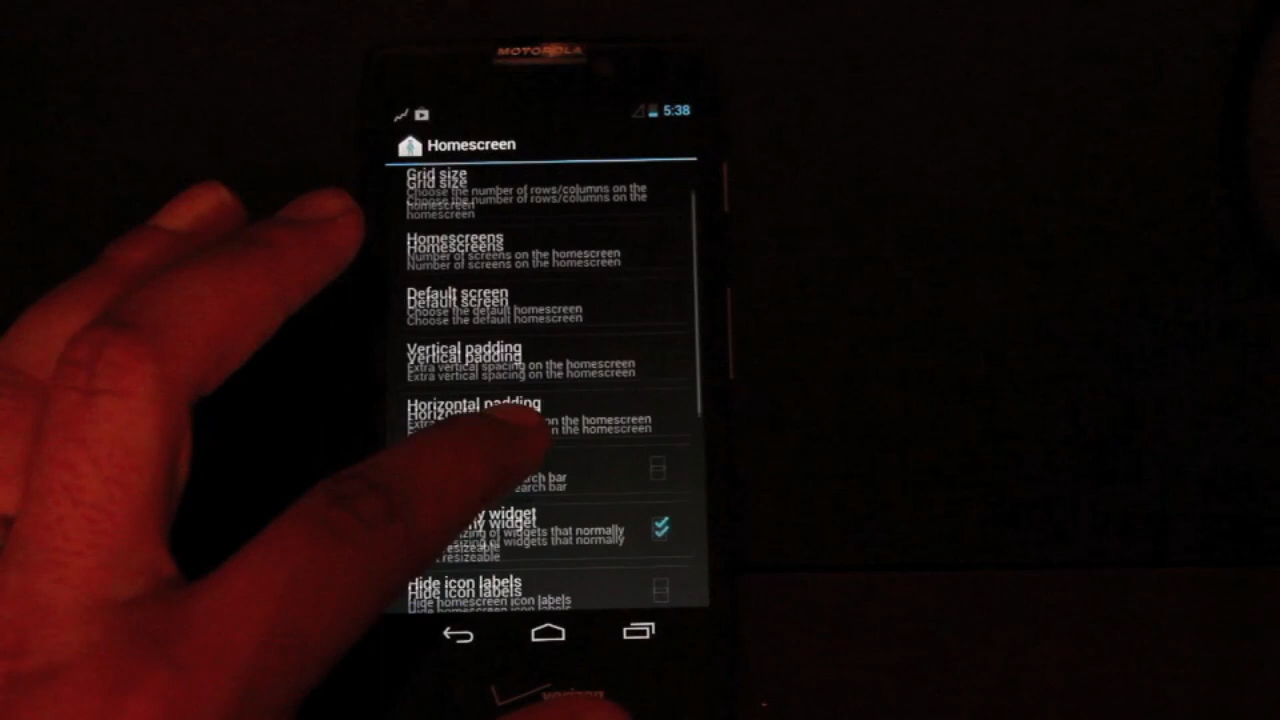 MOTOROLA
5:38
Homescreen
Grid size
Choose the number of rows/columns on the
homescreen
Homescreens
Number of screens on the homescreen
Default screen
Choose the default homescreen
Vertical padding
Extra vertical spacing on the homescreen
Horizontal padding
Extra on the homescreen
bar
widget
of widgets that normally
resizeable
Hide icon labels
Hide homescreen icon labels
verizon